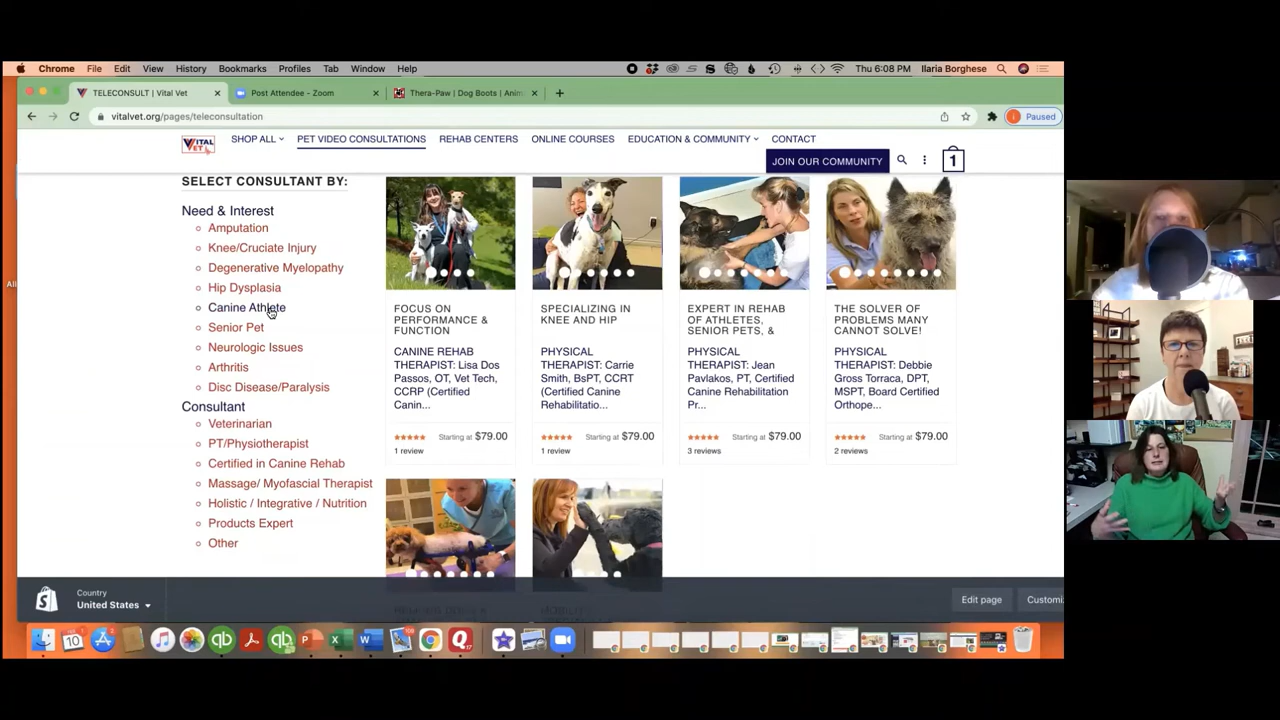 Chrome File Edit View History Bookmarks Profiles Tab Window Help
Thu 6:08 PM Ilaria Borghese
TELECONSULT | Vital Vet
Post Attendee - Zoom
Thera-Paw | Dog Boots | Anim
vitalvet.org/pages/teleconsultation
Paused
VITAL VET
SHOP ALL
PET VIDEO CONSULTATIONS
REHAB CENTERS
ONLINE COURSES
EDUCATION & COMMUNITY
CONTACT
JOIN OUR COMMUNITY
1
SELECT CONSULTANT BY:
Need & Interest
Amputation
Knee/Cruciate Injury
Degenerative Myelopathy
Hip Dysplasia
Canine Athlete
Senior Pet
Neurologic Issues
Arthritis
Disc Disease/Paralysis
Consultant
Veterinarian
PT/Physiotherapist
Certified in Canine Rehab
Massage/ Myofascial Therapist
Holistic / Integrative / Nutrition
Products Expert
Other
FOCUS ON
PERFORMANCE &
FUNCTION
CANINE REHAB
THERAPIST: Lisa Dos
Passos, OT, Vet Tech,
CCRP (Certified
Canin...
Starting at $79.00
1 review
SPECIALIZING IN
KNEE AND HIP
PHYSICAL
THERAPIST: Carrie
Smith, BsPT, CCRT
(Certified Canine
Rehabilitatio...
Starting at $79.00
1 review
EXPERT IN REHAB
OF ATHLETES,
SENIOR PETS, &
PHYSICAL
THERAPIST: Jean
Pavlakos, PT, Certified
Canine Rehabilitation
Pr...
Starting at $79.00
3 reviews
THE SOLVER OF
PROBLEMS MANY
CANNOT SOLVE!
PHYSICAL
THERAPIST: Debbie
Gross Torraca, DPT,
MSPT, Board Certified
Orthope...
Starting at $79.00
2 reviews
All
Country
United States
Edit page
Customi